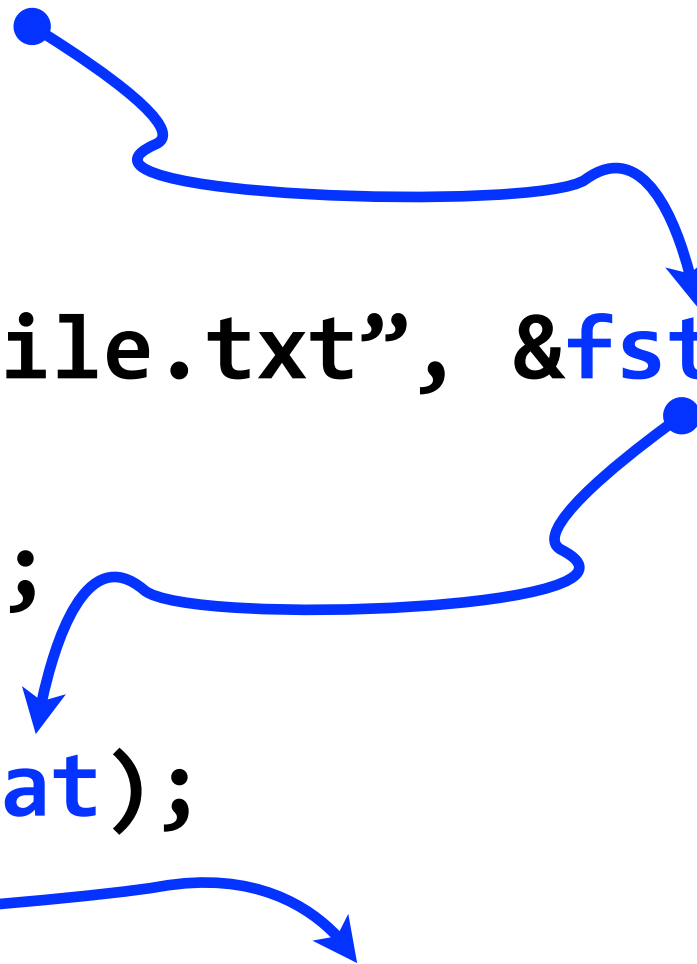 ile.txt”, &fst
;
at);